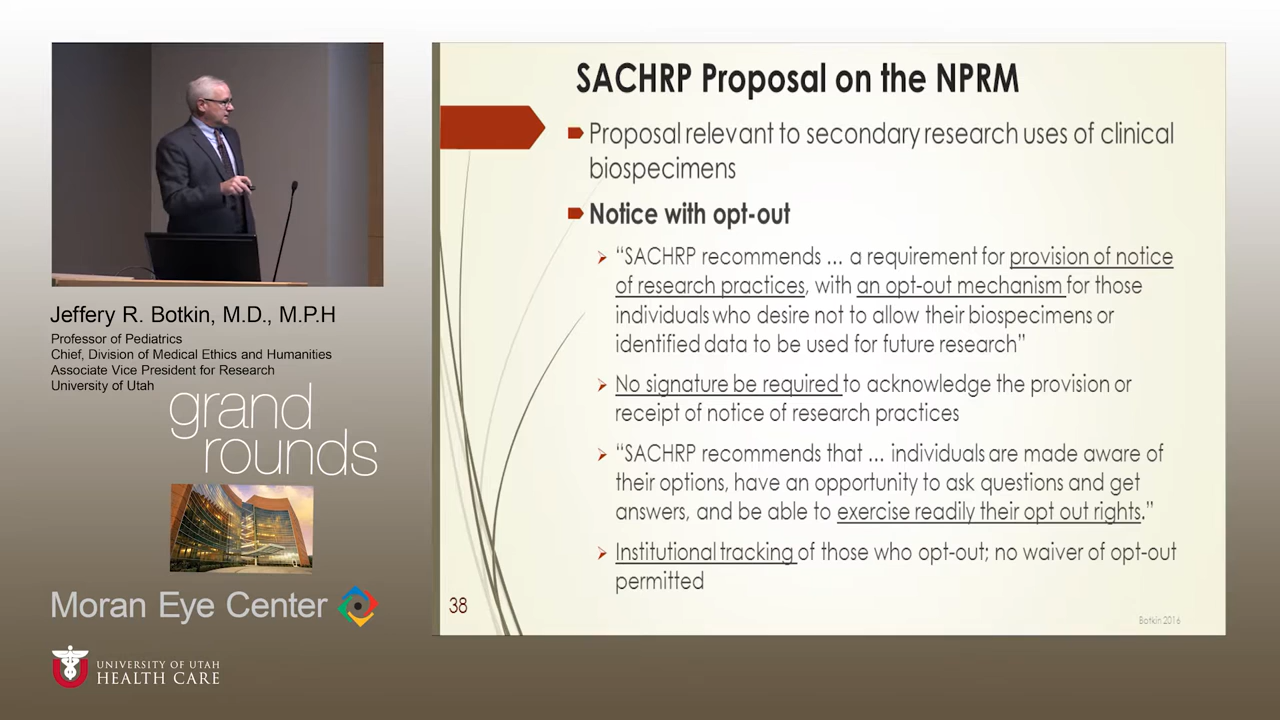 Jeffery R. Botkin, M.D., M.P.H
Professor of Pediatrics
Chief, Division of Medical Ethics and Humanities
Associate Vice President for Research
University of Utah
grand
rounds
Moran Eye Center
UNIVERSITY OF UTAH
HEALTH CARE
SACHRP Proposal on the NPRM
Proposal relevant to secondary research uses of clinical
biospecimens
Notice with opt-out
“SACHRP recommends ... a requirement for provision of notice
of research practices, with an opt-out mechanism for those
individuals who desire not to allow their biospecimens or
identified data to be used for future research”
No signature be required to acknowledge the provision or
receipt of notice of research practices
“SACHRP recommends that ... individuals are made aware of
their options, have an opportunity to ask questions and get
answers, and be able to exercise readily their opt out rights.”
Institutional tracking of those who opt-out; no waiver of opt-out
permitted
38
Botkin 2016